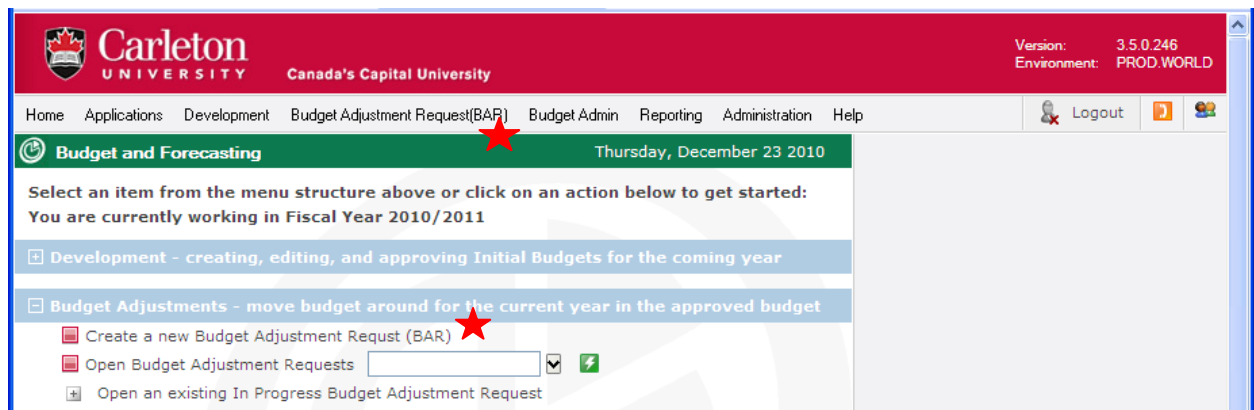 Carleton
UNIVERSITY
Canada's Capital University
Version: 3.5.0.246
Environment: PROD.WORLD
Home Applications Development Budget Adjustment Request(BAR) Budget Admin Reporting Administration Help Logout
Budget and Forecasting Thursday, December 23 2010
Select an item from the menu structure above or click on an action below to get started:
You are currently working in Fiscal Year 2010/2011
Development - creating, editing, and approving Initial Budgets for the coming year
Budget Adjustments - move budget around for the current year in the approved budget
Create a new Budget Adjustment Requst (BAR)
Open Budget Adjustment Requests
Open an existing In Progress Budget Adjustment Request